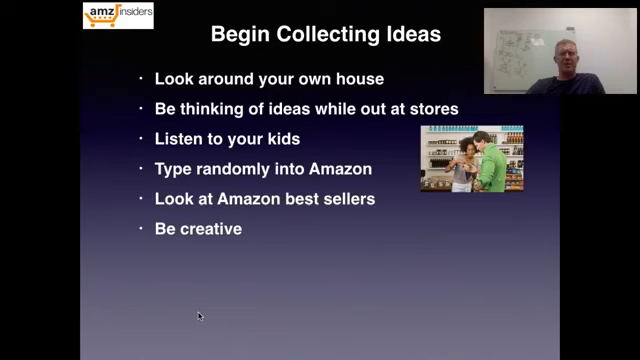 amz insiders
Begin Collecting Ideas
· Look around your own house
· Be thinking of ideas while out at stores
· Listen to your kids
· Type randomly into Amazon
· Look at Amazon best sellers
· Be creative